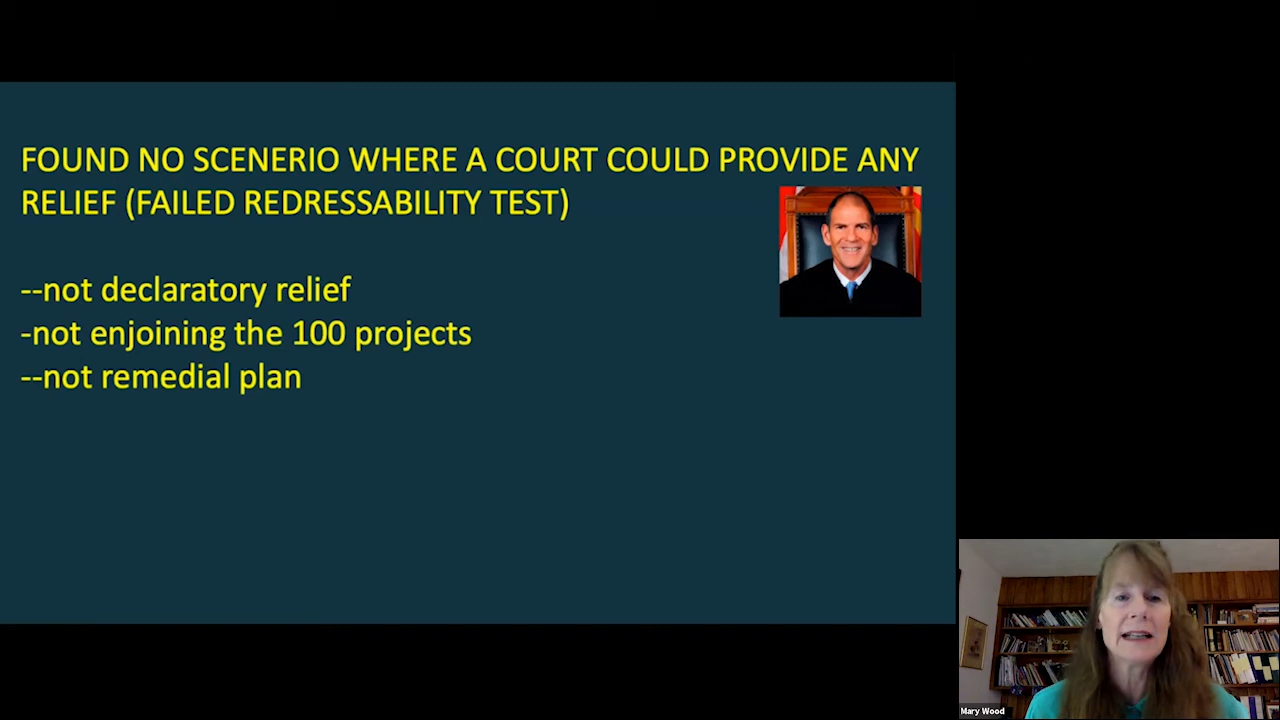 FOUND NO SCENERIO WHERE A COURT COULD PROVIDE ANY
RELIEF (FAILED REDRESSABILITY TEST)
--not declaratory relief
-not enjoining the 100 projects
--not remedial plan
Mary Wood